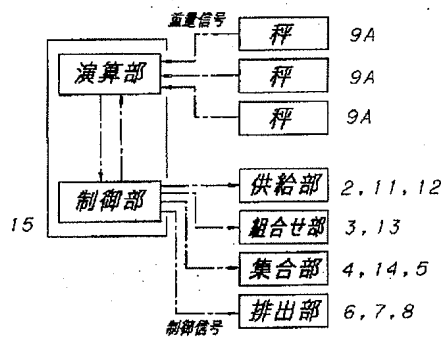 重量信号
秤 9A
演算部 秤 9A
秤 9A
供給部 2, 11, 12
制御部
15 組合せ部 3, 13
集合部 4, 14, 5
排出部 6, 7, 8
制御信号